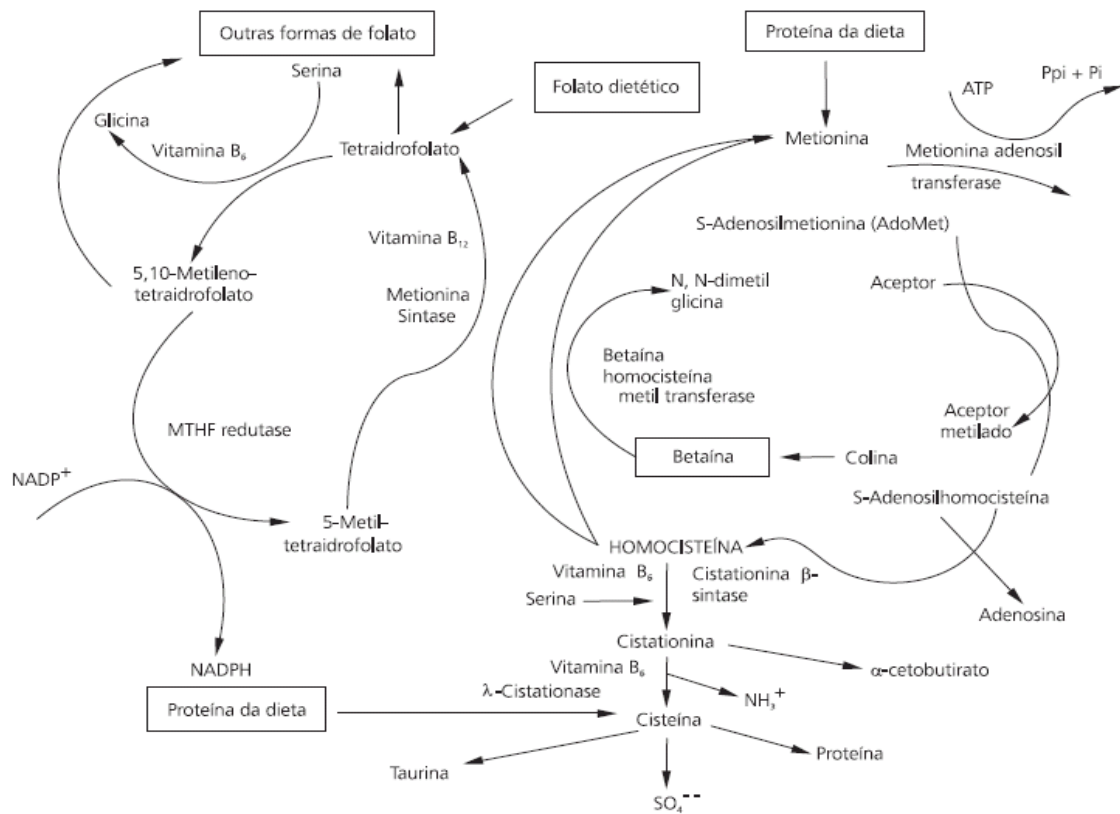 Outras formas de folato
Serina
Glicina
Vitamina B₆
Tetraidrofolato
Folato dietético
Proteína da dieta
ATP
Ppi + Pi
Metionina
Metionina adenosil
transferase
S-Adenosilmetionina (AdoMet)
Vitamina B₁₂
Metionina
Sintase
5,10-Metileno-
tetraidrofolato
N, N-dimetil
glicina
Aceptor
Betaína
homocisteína
metil transferase
Aceptor
metilado
MTHF redutase
Betaína
Colina
NADP⁺
S-Adenosilhomocisteína
5-Metil-
tetraidrofolato
HOMOCISTEÍNA
Vitamina B₆
Cistationina β-
sintase
Serina
Adenosina
Cistationina
α-cetobutirato
NADPH
Vitamina B₆
λ-Cistationase
NH₃⁺
Proteína da dieta
Cisteína
Proteína
Taurina
SO₄⁻⁻